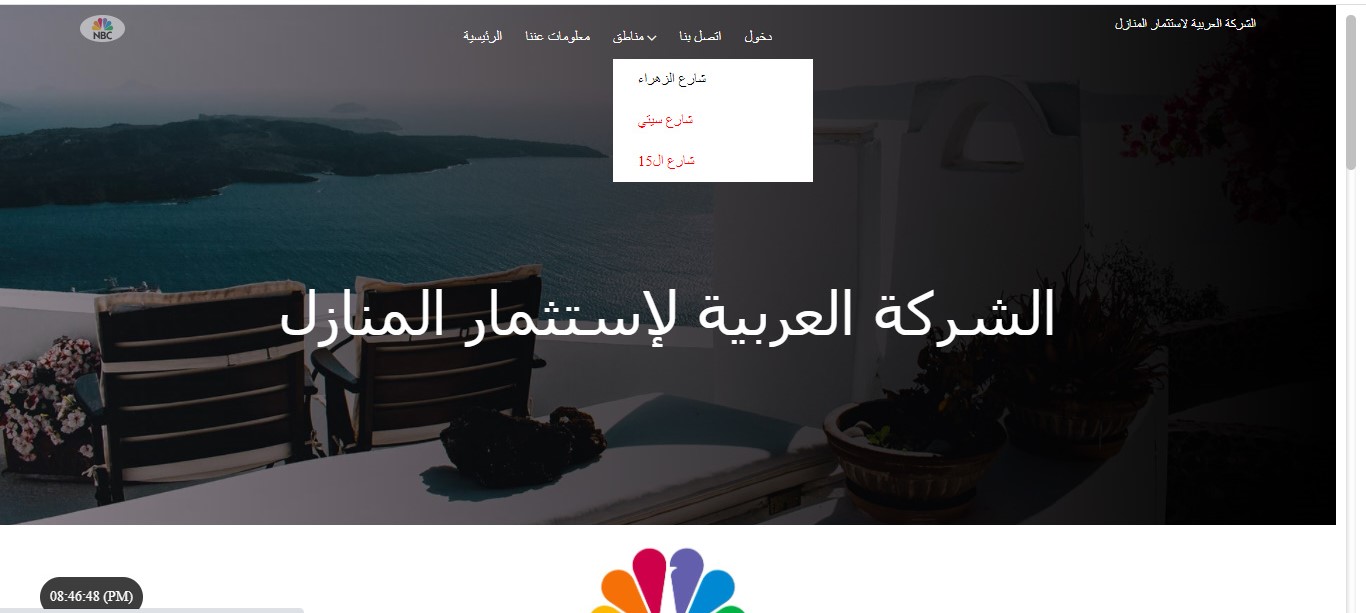 الشركة العربية لاستثمار المنازل
NBC
الرئيسية معلومات عننا مناطق اتصل بنا دخول
شارع الزهراء
شارع سيتي
شارع ال15
الشركة العربية لإستثمار المنازل
08:46:48 (PM)